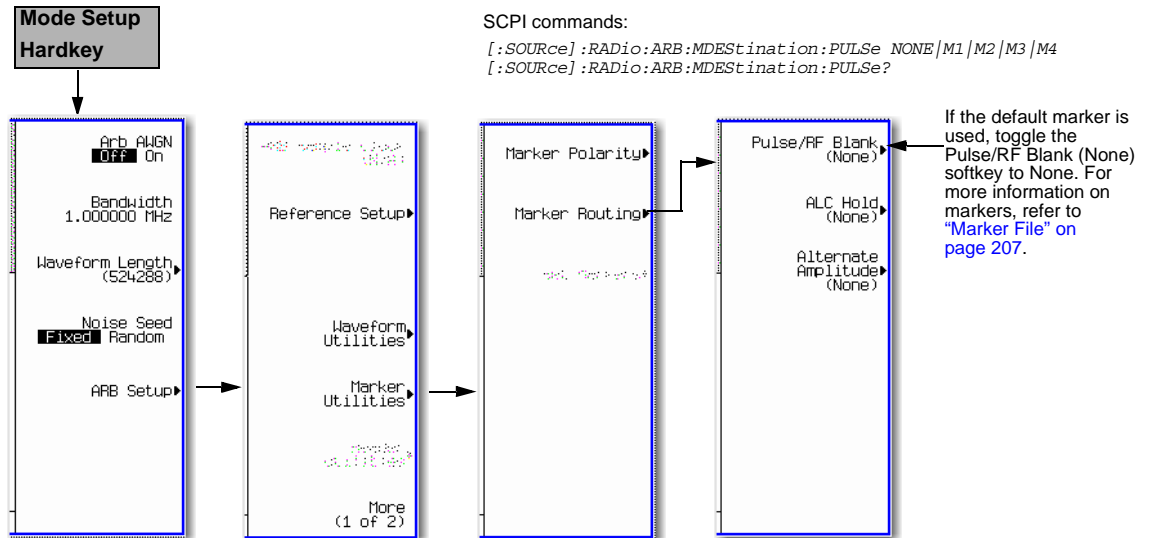 Mode Setup
Hardkey
SCPI commands:
[:SOURce]:RADio:ARB:MDEStination:PULSe NONE|M1|M2|M3|M4
[:SOURce]:RADio:ARB:MDEStination:PULSe?
Arb AWGN
Off On
Bandwidth
1.000000 MHz
Waveform Length
(524288)
Noise Seed
Fixed Random
ARB Setup
Reference Setup
Waveform
Utilities
Marker
Utilities
More
(1 of 2)
Marker Polarity
Marker Routing
Pulse/RF Blank
(None)
ALC Hold
(None)
Alternate
Amplitude
(None)
If the default marker is
used, toggle the
Pulse/RF Blank (None)
softkey to None. For
more information on
markers, refer to
“Marker File” on
page 207.